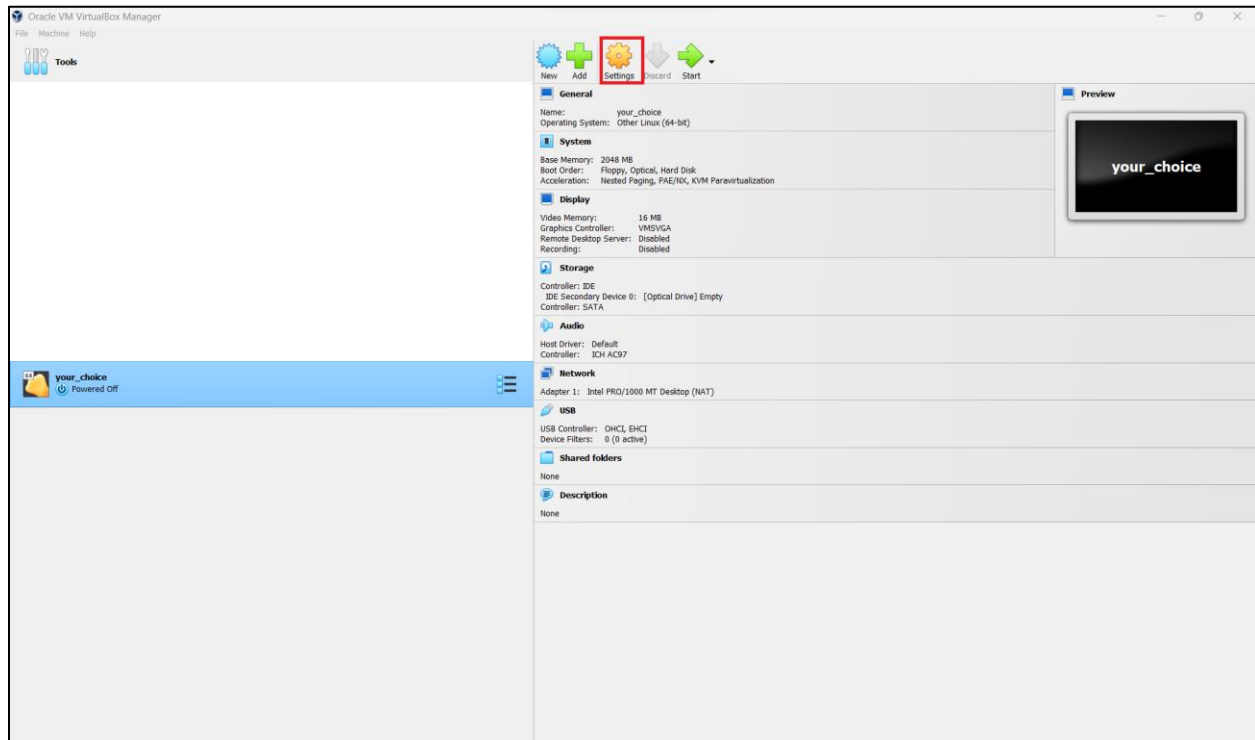 Oracle VM VirtualBox Manager
File Machine Help
Tools
New Add Settings Discard Start
General
Name: your_choice
Operating System: Other Linux (64-bit)
System
Base Memory: 2048 MB
Boot Order: Floppy, Optical, Hard Disk
Acceleration: Nested Paging, PAE/NX, KVM Paravirtualization
Display
Video Memory: 16 MB
Graphics Controller: VMSVGA
Remote Desktop Server: Disabled
Recording: Disabled
Preview
your_choice
Storage
Controller: IDE
IDE Secondary Device 0: [Optical Drive] Empty
Controller: SATA
Audio
Host Driver: Default
Controller: ICH AC97
64
your_choice
Powered Off
Network
Adapter 1: Intel PRO/1000 MT Desktop (NAT)
USB
USB Controller: OHCI, EHCI
Device Filters: 0 (0 active)
Shared folders
None
Description
None